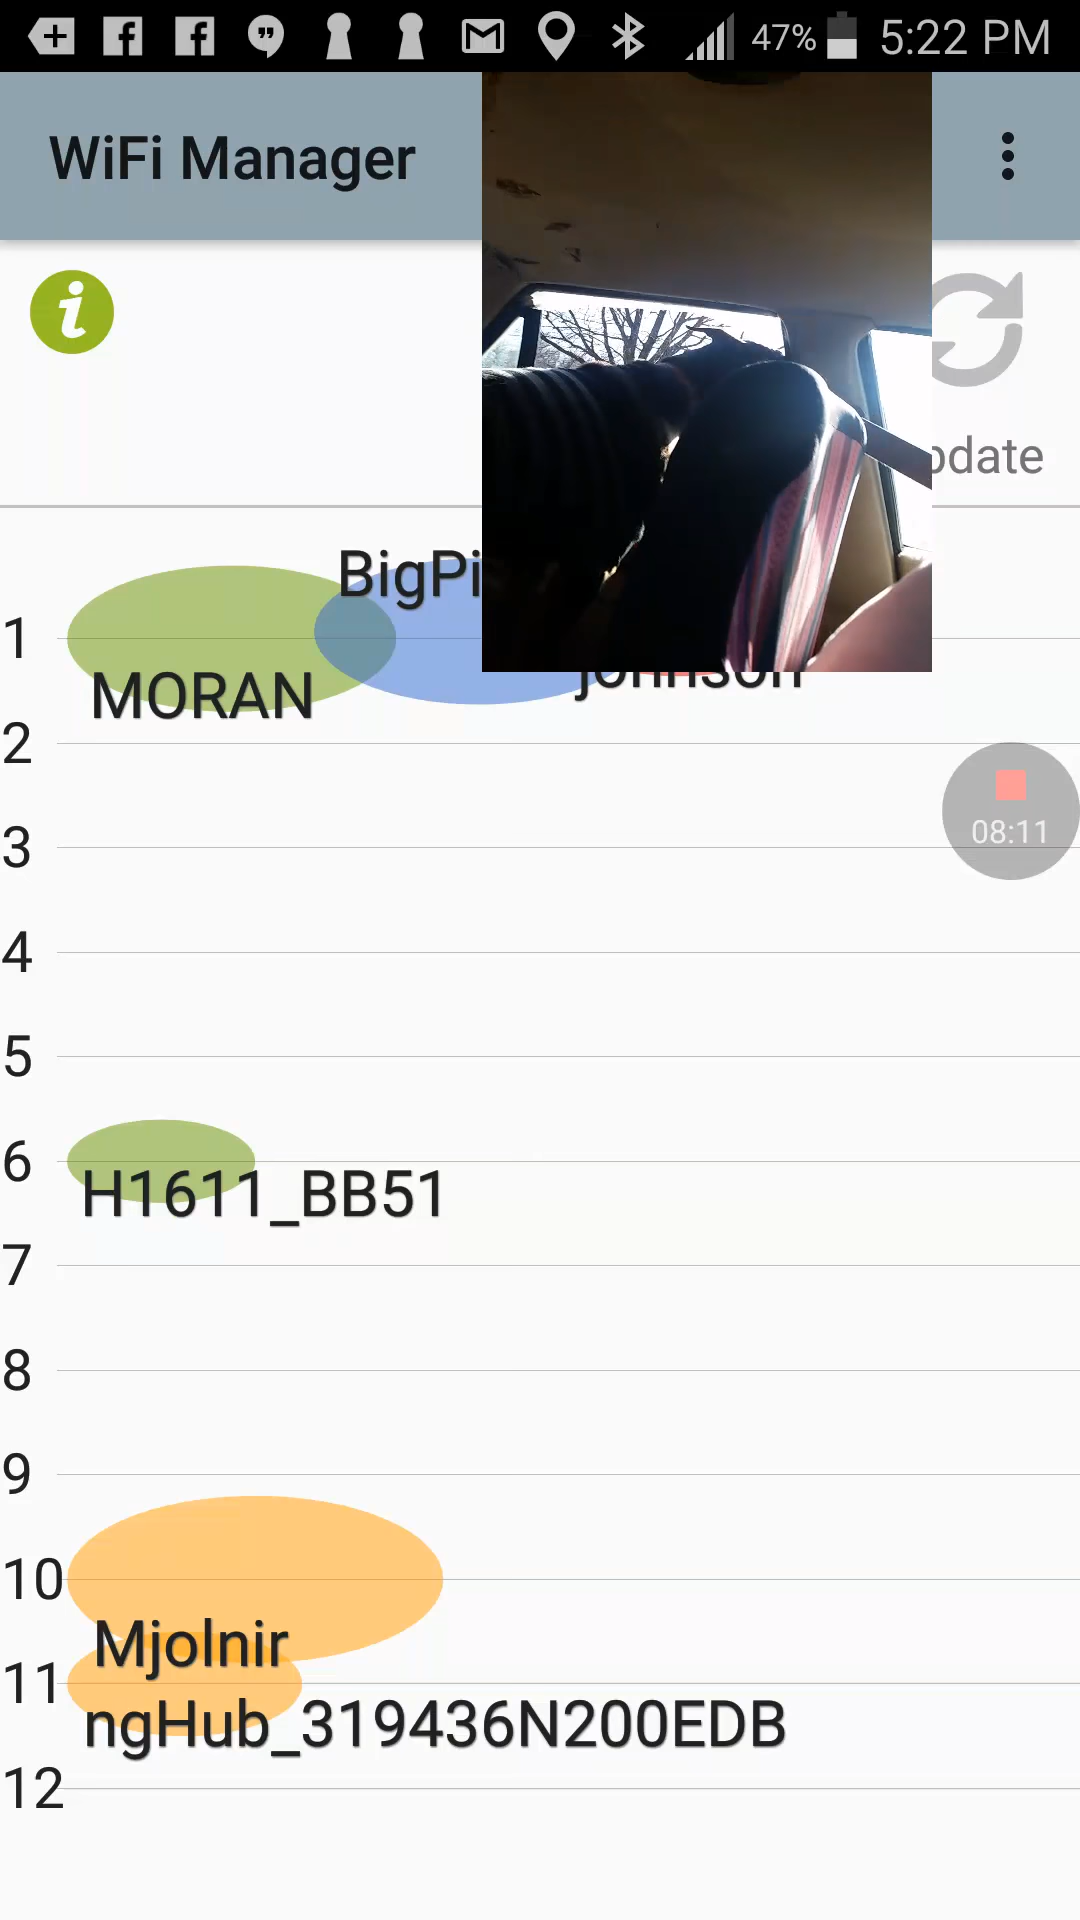 47% 5:22 PM
WiFi Manager
pdate
BigPi
1
MORAN
johnson
2
08:11
3
4
5
6
H1611_BB51
7
8
9
10
Mjolnir
11
ngHub_319436N200EDB
12